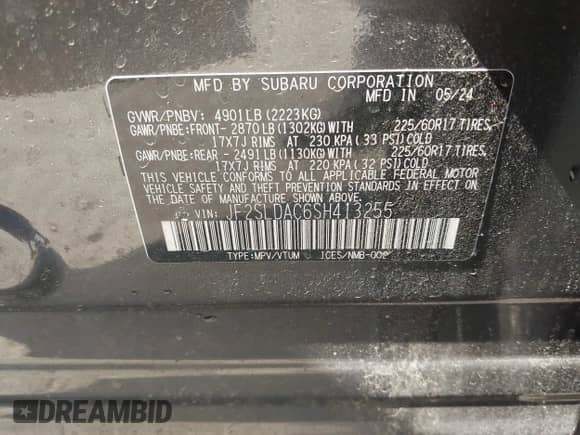 MFD BY SUBARU CORPORATION
MFD IN 05/24
GVWR/PNBV: 4901LB(2223KG)
GAWR/PNBE:FRONT- 2870LB(1302KG)WITH 225/60R17 TIRES,
17X7J RIMS AT 230 KPA( 33 PSI)COLD
GAWR/PNBE:REAR - 2491LB(1130KG)WITH 225/60R17 TIRES,
17X7J RIMS AT 220 KPA( 32 PSI)COLD
THIS VEHICLE CONFORMS TO ALL APPLICABLE FEDERAL MOTOR
VEHICLE SAFETY AND THEFT PREVENTION STANDARDS IN EFFECT ON
THE DATE OF MANUFACTURE SHOWN ABOVE.
VIN: JF2SLDAC6SH413255
TYPE:MPV/VTUM ICES/NMB-002
DREAMBID